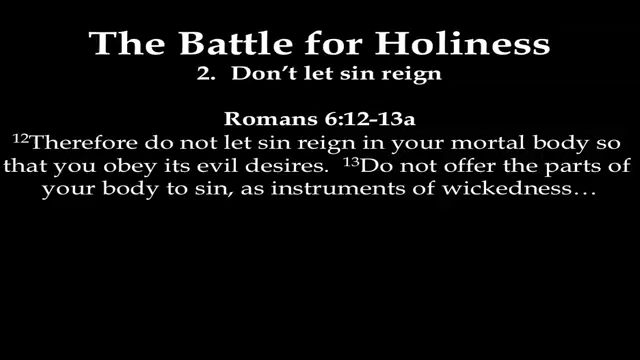 The Battle for Holiness
2. Don’t let sin reign
Romans 6:12-13a
¹²Therefore do not let sin reign in your mortal body so
that you obey its evil desires. ¹³Do not offer the parts of
your body to sin, as instruments of wickedness…